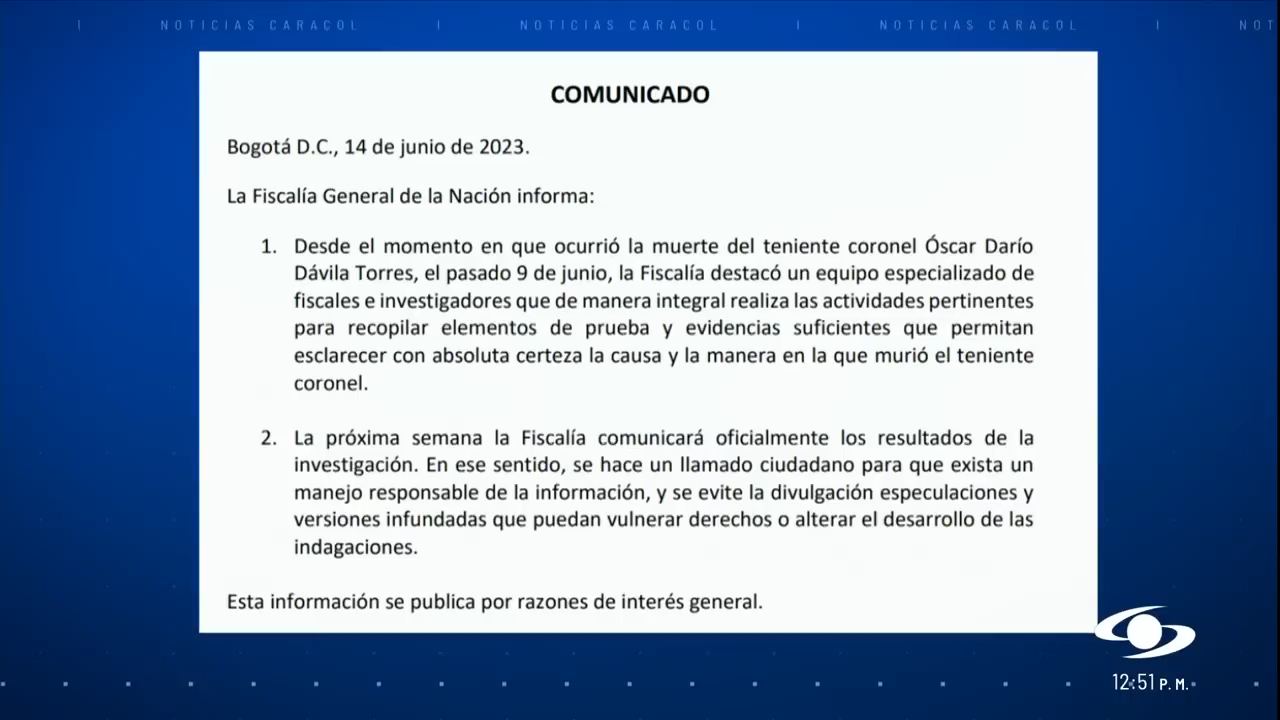 NOTICIAS CARACOL NOTICIAS CARACOL NOTICIAS CARACOL NOT
COMUNICADO
Bogotá D.C., 14 de junio de 2023.
La Fiscalía General de la Nación informa:
1. Desde el momento en que ocurrió la muerte del teniente coronel Óscar Darío
Dávila Torres, el pasado 9 de junio, la Fiscalía destacó un equipo especializado de
fiscales e investigadores que de manera integral realiza las actividades pertinentes
para recopilar elementos de prueba y evidencias suficientes que permitan
esclarecer con absoluta certeza la causa y la manera en la que murió el teniente
coronel.
2. La próxima semana la Fiscalía comunicará oficialmente los resultados de la
investigación. En ese sentido, se hace un llamado ciudadano para que exista un
manejo responsable de la información, y se evite la divulgación especulaciones y
versiones infundadas que puedan vulnerar derechos o alterar el desarrollo de las
indagaciones.
Esta información se publica por razones de interés general.
12:51 P. M.